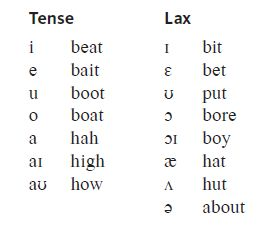 Tense Lax
i beat ɪ bit
e bait ɛ bet
u boot ʊ put
o boat ɔ bore
a hah ɔɪ boy
aɪ high æ hat
aʊ how ʌ hut
ə about